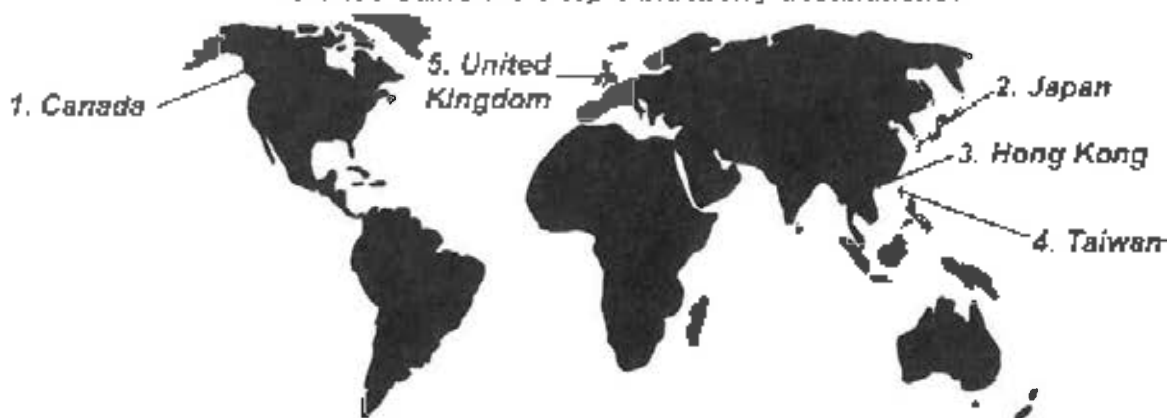 1. Canada
5. United
Kingdom
2. Japan
3. Hong Kong
4. Taiwan